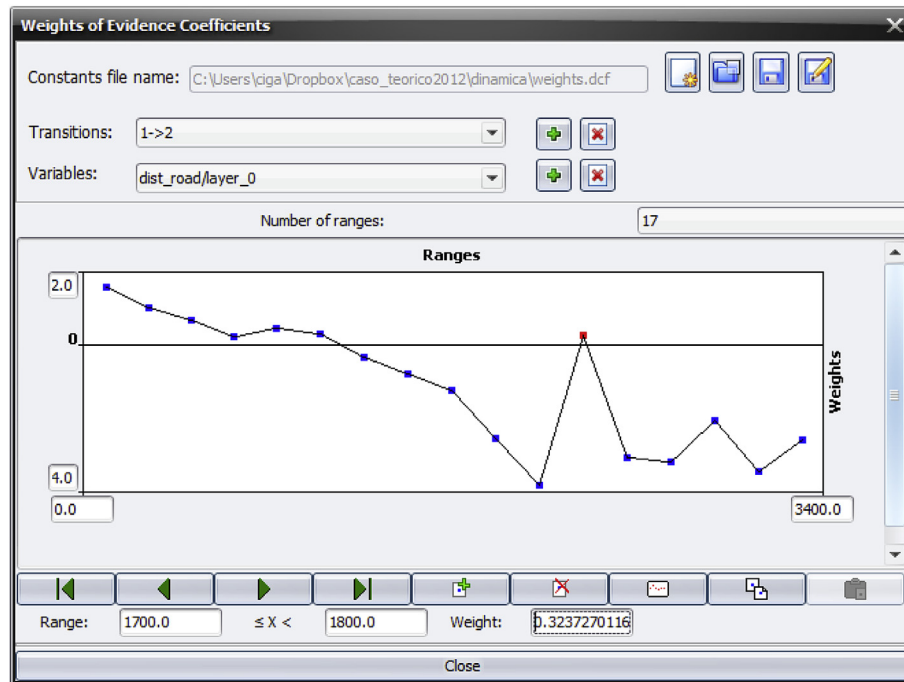 Weights of Evidence Coefficients
Constants file name: C:\Users\ciga\Dropbox\caso_teorico2012\dinamica\weights.dcf
Transitions: 1->2
Variables: dist_road/layer_0
Number of ranges: 17
Ranges
2.0
0
Weights
4.0
0.0 3400.0
Range: 1700.0 ≤ X < 1800.0 Weight: 0.3237270116
Close